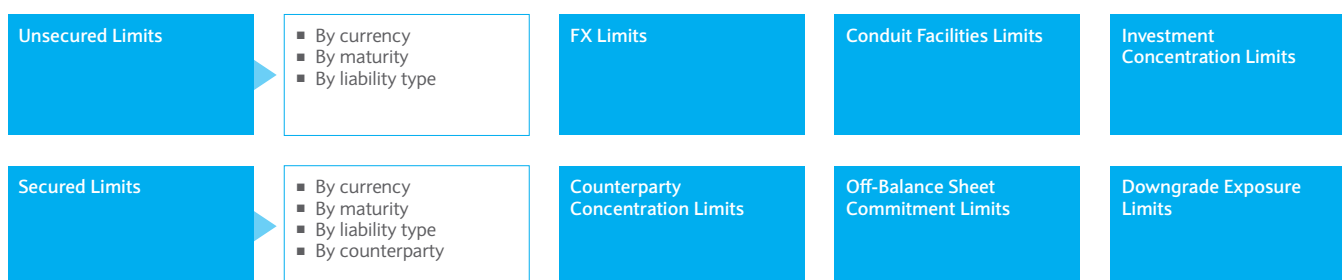 Unsecured Limits
■ By currency
■ By maturity
■ By liability type
FX Limits
Conduit Facilities Limits
Investment
Concentration Limits
Secured Limits
■ By currency
■ By maturity
■ By liability type
■ By counterparty
Counterparty
Concentration Limits
Off-Balance Sheet
Commitment Limits
Downgrade Exposure
Limits